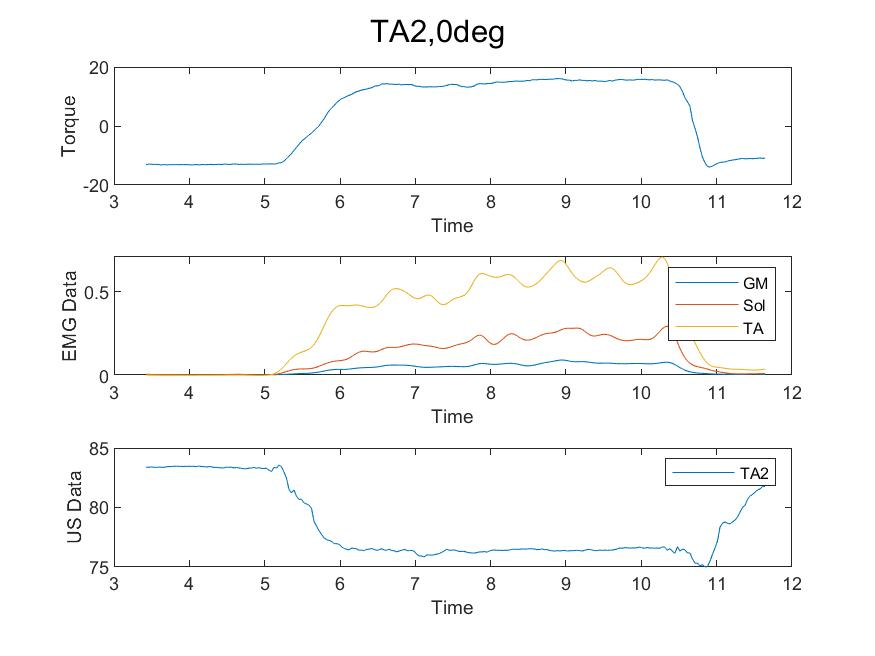 TA2,0deg
20
0
-20
Torque
3 4 5 6 7 8 9 10 11 12
Time
0.5
0
EMG Data
GM
Sol
TA
3 4 5 6 7 8 9 10 11 12
Time
85
80
75
US Data
TA2
3 4 5 6 7 8 9 10 11 12
Time